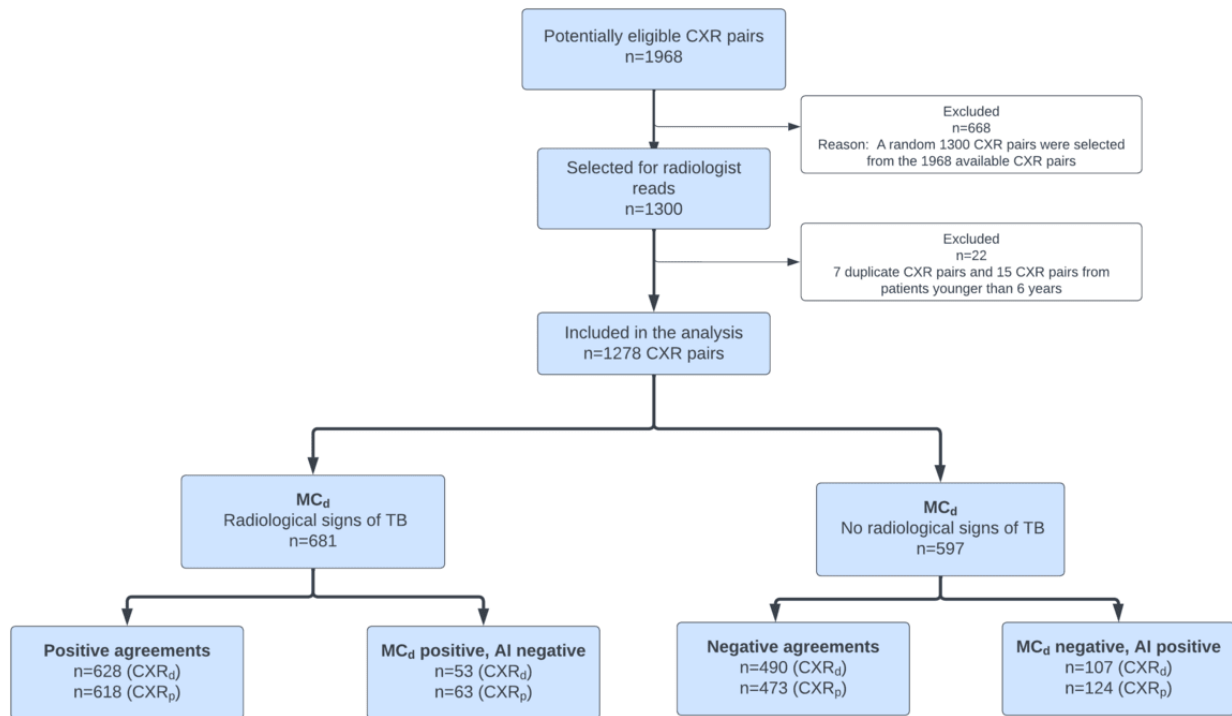 Potentially eligible CXR pairs
n=1968
Excluded
n=668
Reason:  A random 1300 CXR pairs were selected
from the 1968 available CXR pairs
Selected for radiologist
reads
n=1300
Excluded
n=22
7 duplicate CXR pairs and 15 CXR pairs from
patients younger than 6 years
Included in the analysis
n=1278 CXR pairs
MCd
Radiological signs of TB
n=681
MCd
No radiological signs of TB
n=597
Positive agreements
n=628 (CXRd)
n=618 (CXRp)
MCd positive, AI negative
n=53 (CXRd)
n=63 (CXRp)
Negative agreements
n=490 (CXRd)
n=473 (CXRp)
MCd negative, AI positive
n=107 (CXRd)
n=124 (CXRp)